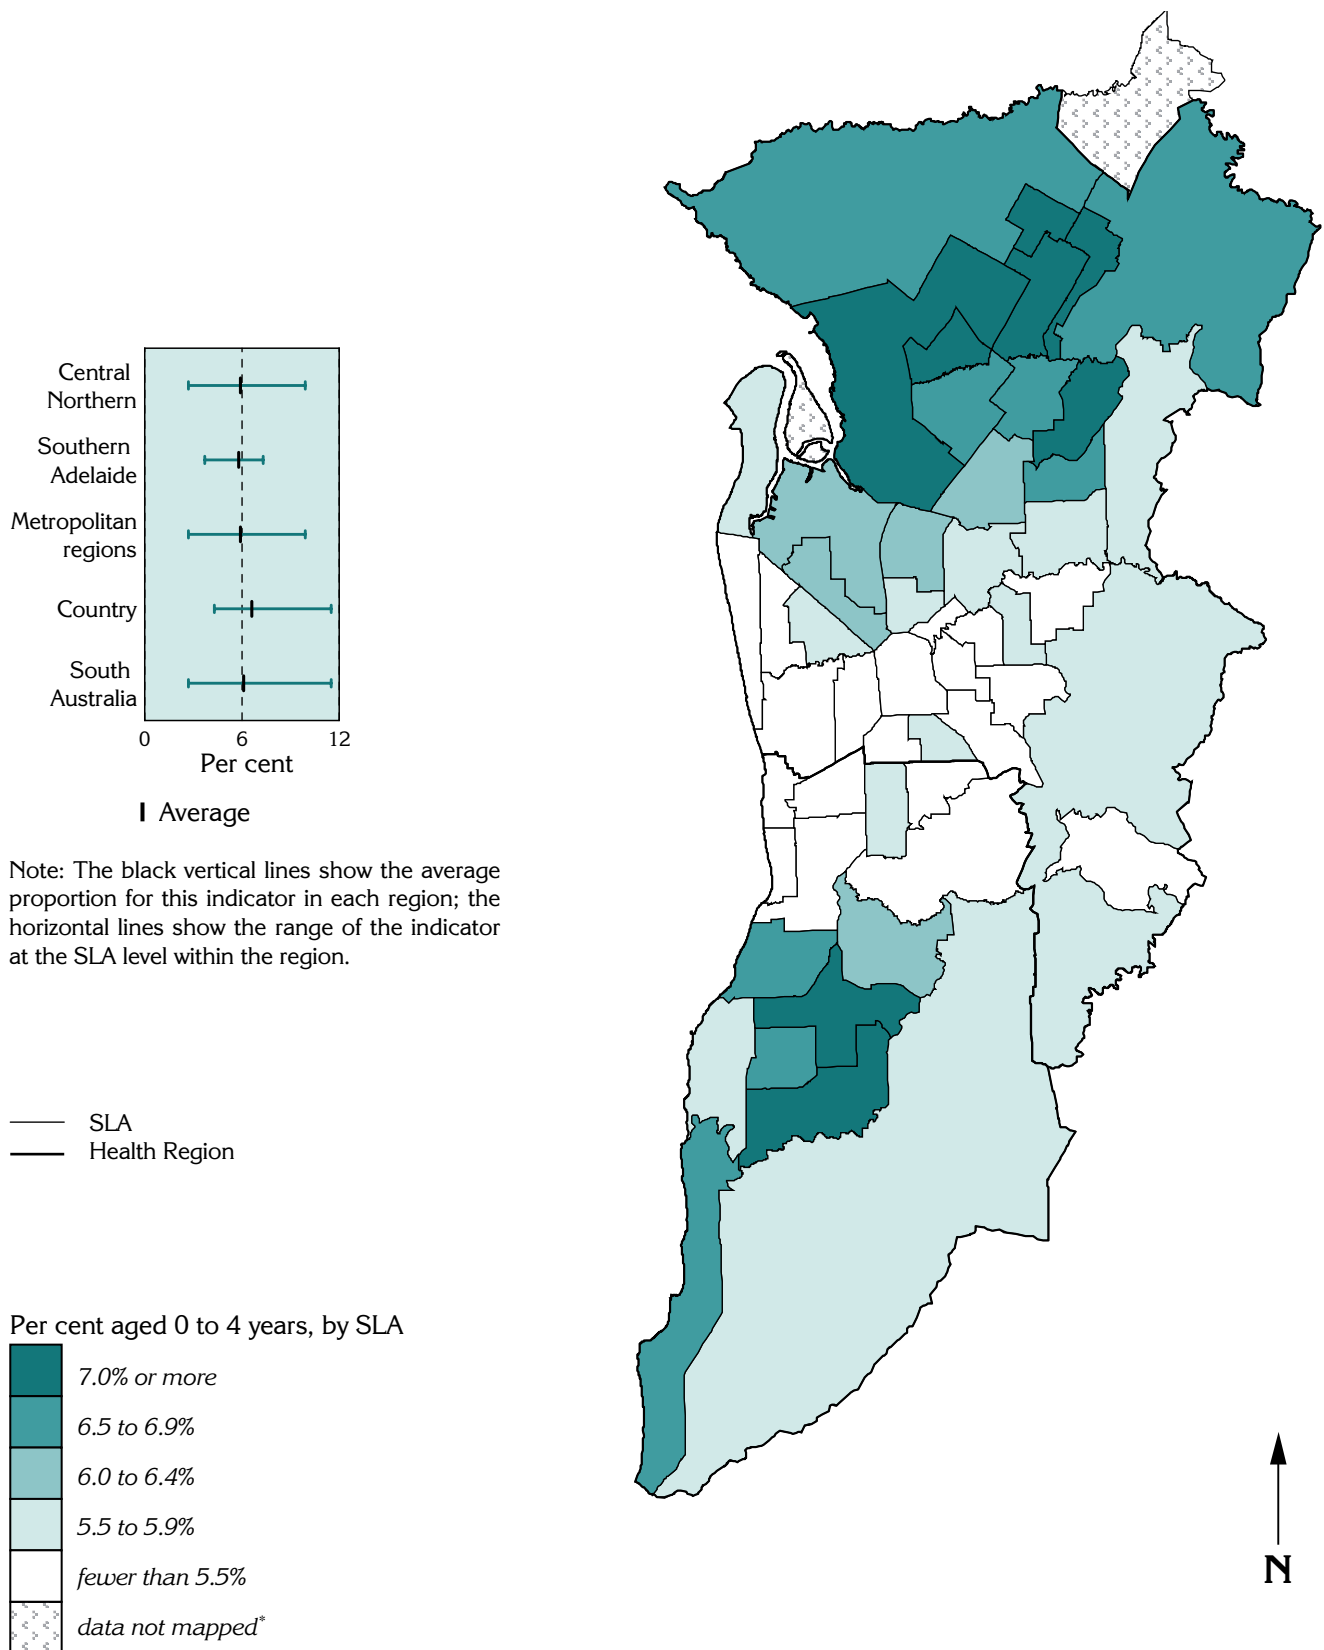 Central
Northern
Southern
Adelaide
Metropolitan
regions
Country
South
Australia
0 6 12
Per cent
Average
Note: The black vertical lines show the average
proportion for this indicator in each region; the
horizontal lines show the range of the indicator
at the SLA level within the region.
SLA
Health Region
Per cent aged 0 to 4 years, by SLA
7.0% or more
6.5 to 6.9%
6.0 to 6.4%
5.5 to 5.9%
fewer than 5.5%
data not mapped*
N